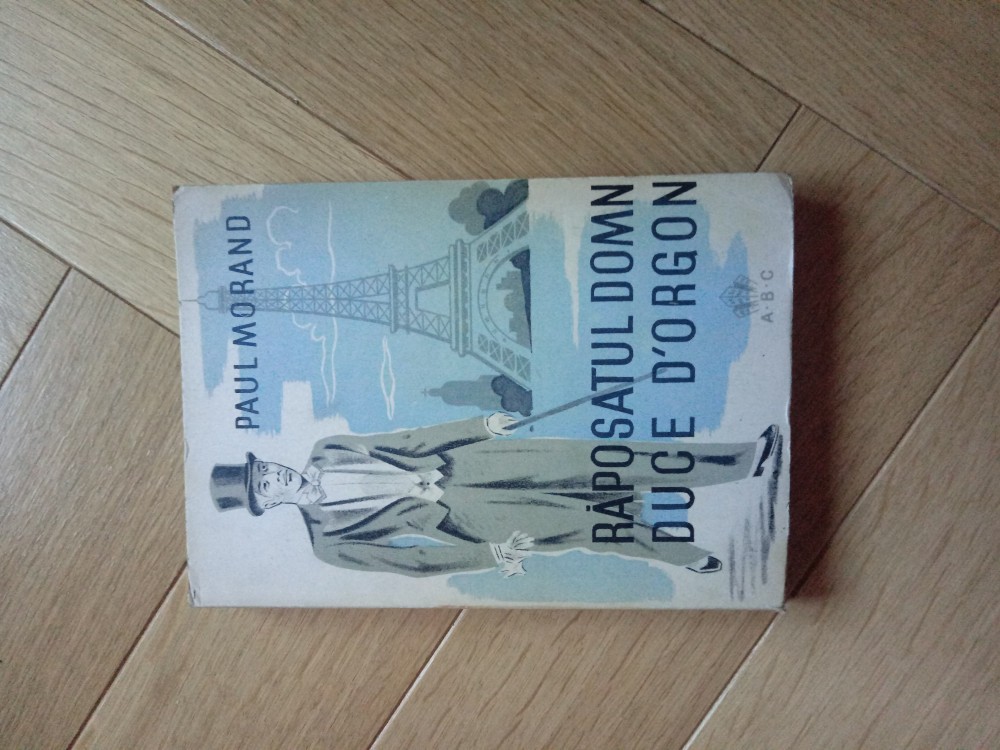 PAUL MORAND
RĂPOSATUL DOMN
DUCE D'ORGON
A·B·C